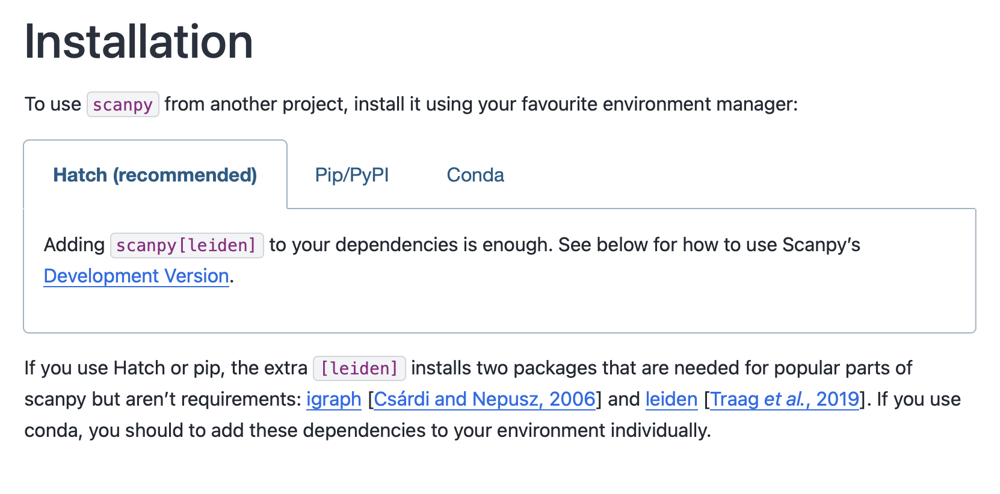 Installation
To use scanpy from another project, install it using your favourite environment manager:
Hatch (recommended) Pip/PyPI Conda
Adding scanpy[leiden] to your dependencies is enough. See below for how to use Scanpy’s
Development Version.
If you use Hatch or pip, the extra [leiden] installs two packages that are needed for popular parts of
scanpy but aren’t requirements: igraph [Csárdi and Nepusz, 2006] and leiden [Traag et al., 2019]. If you use
conda, you should to add these dependencies to your environment individually.